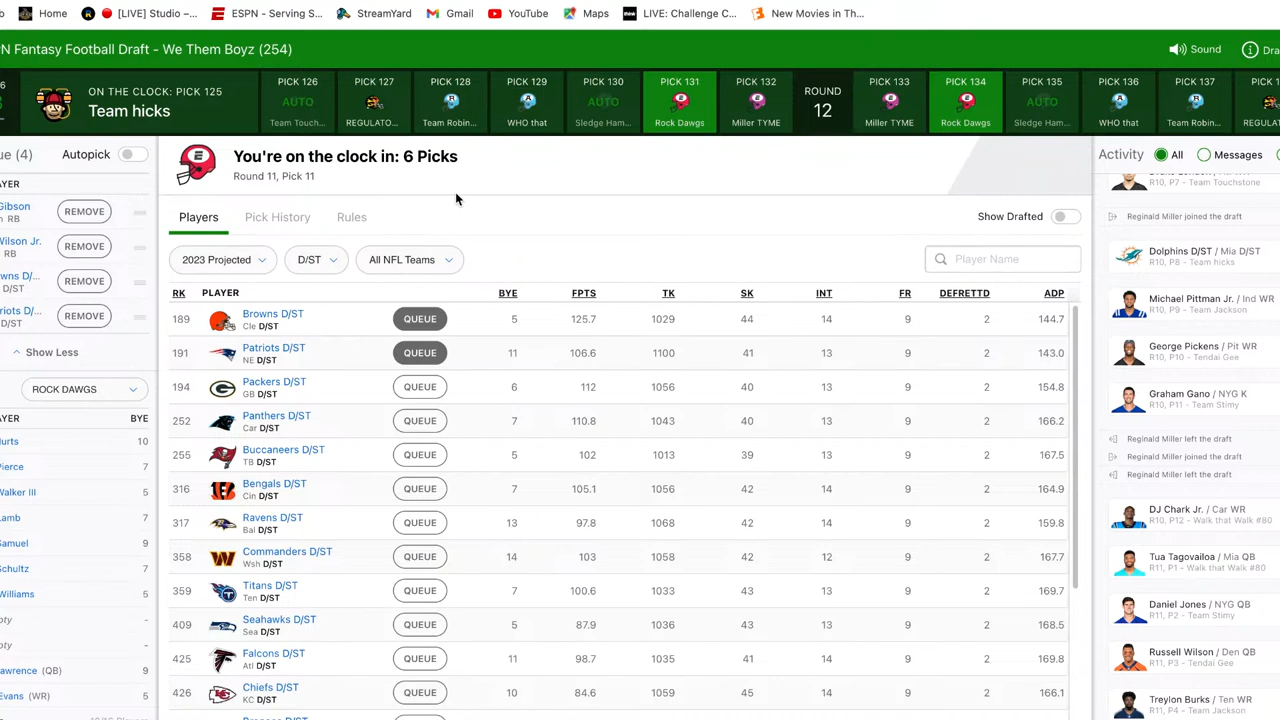 Home
[LIVE] Studio –...
ESPN - Serving S...
StreamYard
Gmail
YouTube
Maps
LIVE: Challenge C...
New Movies in Th...
N Fantasy Football Draft - We Them Boyz (254)
Sound
Dra
6
ON THE CLOCK: PICK 125
Team hicks
PICK 126
AUTO
Team Touch...
PICK 127
REGULATO...
PICK 128
Team Robin...
PICK 129
WHO that
PICK 130
AUTO
Sledge Ham...
PICK 131
Rock Dawgs
PICK 132
Miller TYME
ROUND
12
PICK 133
Miller TYME
PICK 134
Rock Dawgs
PICK 135
AUTO
Sledge Ham...
PICK 136
WHO that
PICK 137
Team Robin...
PICK 1
REGULA
ue (4)
Autopick
AYER
Gibson
RB
REMOVE
Wilson Jr.
RB
REMOVE
wns D/...
D/ST
REMOVE
riots D/...
D/ST
REMOVE
Show Less
ROCK DAWGS
AYER BYE
Hurts 10
Pierce 7
Walker III 5
Lamb 7
Samuel 9
Schultz 7
Williams 5
pty -
pty -
awrence (QB) 9
Evans (WR) 5
You're on the clock in: 6 Picks
Round 11, Pick 11
Players
Pick History
Rules
Show Drafted
2023 Projected
D/ST
All NFL Teams
Player Name
RK PLAYER BYE FPTS TK SK INT FR DEFRETTD ADP
189 Browns D/ST QUEUE 5 125.7 1029 44 14 9 2 144.7
Cle D/ST
191 Patriots D/ST QUEUE 11 106.6 1100 41 13 9 2 143.0
NE D/ST
194 Packers D/ST QUEUE 6 112 1056 40 13 9 2 154.8
GB D/ST
252 Panthers D/ST QUEUE 7 110.8 1043 40 13 9 2 166.2
Car D/ST
255 Buccaneers D/ST QUEUE 5 102 1013 39 13 9 2 167.5
TB D/ST
316 Bengals D/ST QUEUE 7 105.1 1056 42 14 9 2 164.9
Cin D/ST
317 Ravens D/ST QUEUE 13 97.8 1068 42 14 9 2 159.8
Bal D/ST
358 Commanders D/ST QUEUE 14 103 1058 42 12 9 2 167.7
Wsh D/ST
359 Titans D/ST QUEUE 7 100.6 1033 43 13 9 2 169.7
Ten D/ST
409 Seahawks D/ST QUEUE 5 87.9 1036 43 13 9 2 168.5
Sea D/ST
425 Falcons D/ST QUEUE 11 98.7 1035 41 14 9 2 169.8
Atl D/ST
426 Chiefs D/ST QUEUE 10 84.6 1059 45 14 9 2 166.1
KC D/ST
Activity
All
Messages
R10, P7 - Team Touchstone
Reginald Miller joined the draft
Dolphins D/ST / Mia D/ST
R10, P8 - Team hicks
Michael Pittman Jr. / Ind WR
R10, P9 - Team Jackson
George Pickens / Pit WR
R10, P10 - Tendai Gee
Graham Gano / NYG K
R10, P11 - Team Stimy
Reginald Miller left the draft
Reginald Miller joined the draft
Reginald Miller left the draft
DJ Chark Jr. / Car WR
R10, P12 - Walk that Walk #80
Tua Tagovailoa / Mia QB
R11, P1 - Walk that Walk #80
Daniel Jones / NYG QB
R11, P2 - Team Stimy
Russell Wilson / Den QB
R11, P3 - Tendai Gee
Treylon Burks / Ten WR
R11, P4 - Team Jackson